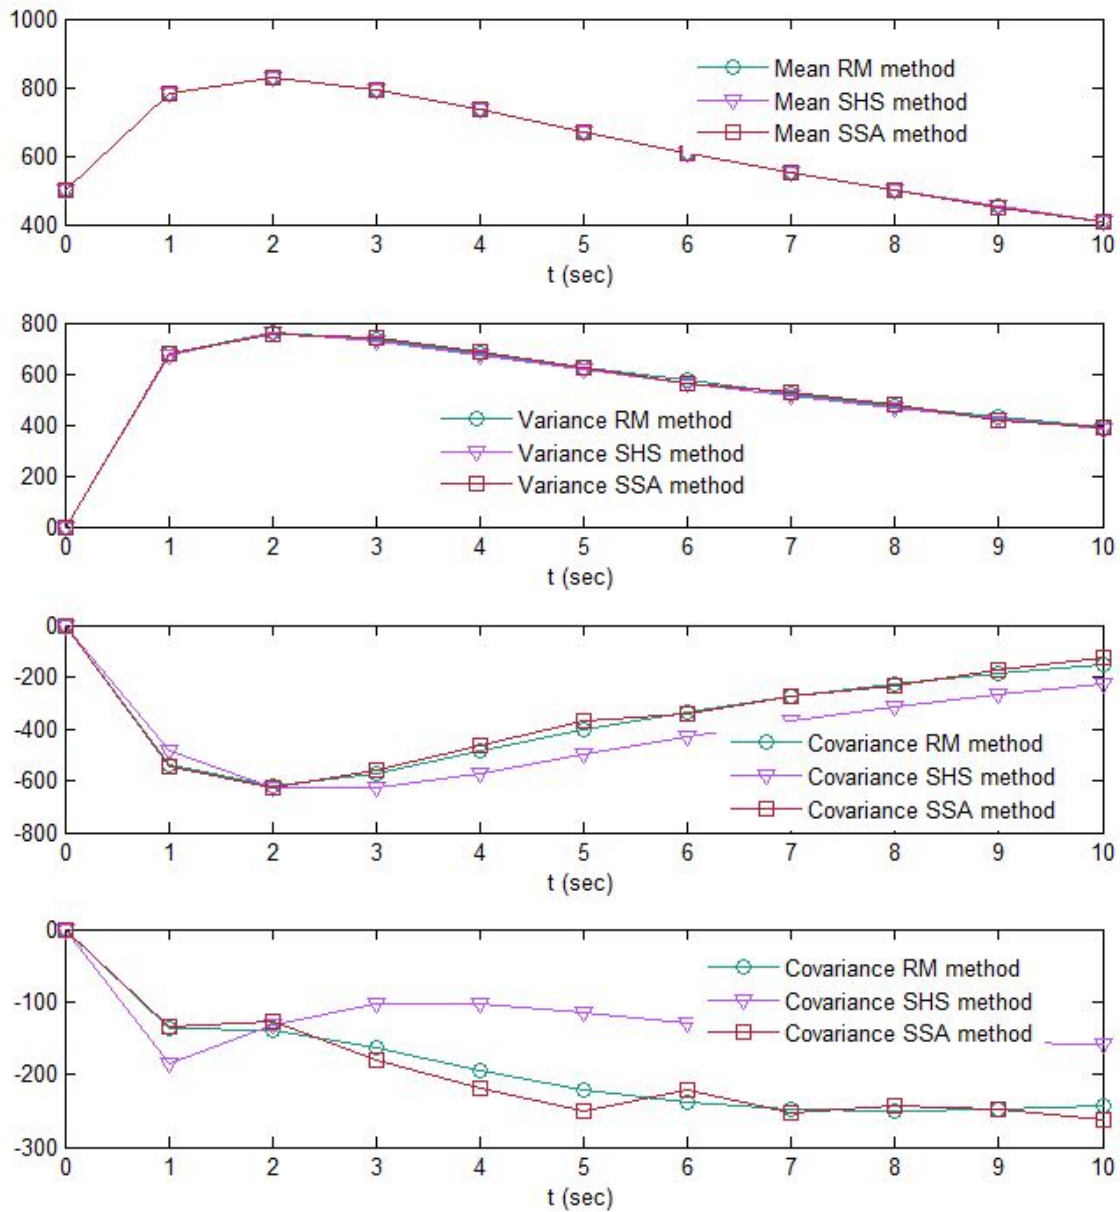 1000
800
600
400
Mean RM method
Mean SHS method
Mean SSA method
0 1 2 3 4 5 6 7 8 9 10
t (sec)
800
600
400
200
0
Variance RM method
Variance SHS method
Variance SSA method
0 1 2 3 4 5 6 7 8 9 10
t (sec)
0
-200
-400
-600
-800
Covariance RM method
Covariance SHS method
Covariance SSA method
0 1 2 3 4 5 6 7 8 9 10
t (sec)
0
-100
-200
-300
Covariance RM method
Covariance SHS method
Covariance SSA method
0 1 2 3 4 5 6 7 8 9 10
t (sec)